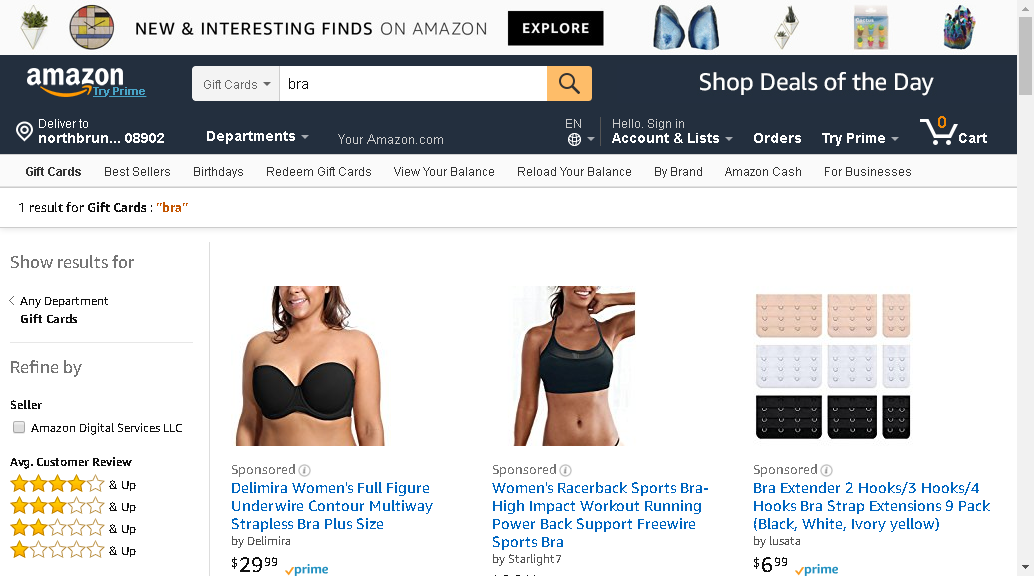 NEW & INTERESTING FINDS ON AMAZON EXPLORE
amazon
Try Prime
Gift Cards bra
Shop Deals of the Day
Deliver to
northbrun... 08902
Departments
Your Amazon.com
EN
Hello. Sign in
Account & Lists
Orders
Try Prime
0
Cart
Gift Cards Best Sellers Birthdays Redeem Gift Cards View Your Balance Reload Your Balance By Brand Amazon Cash For Businesses
1 result for Gift Cards : "bra"
Show results for
Any Department
Gift Cards
Refine by
Seller
Amazon Digital Services LLC
Avg. Customer Review
& Up
& Up
& Up
& Up
Sponsored
Delimira Women's Full Figure
Underwire Contour Multiway
Strapless Bra Plus Size
by Delimira
$29.99 prime
Sponsored
Women's Racerback Sports Bra-
High Impact Workout Running
Power Back Support Freewire
Sports Bra
by Starlight7
Sponsored
Bra Extender 2 Hooks/3 Hooks/4
Hooks Bra Strap Extensions 9 Pack
(Black, White, Ivory yellow)
by lusata
$6.99 prime